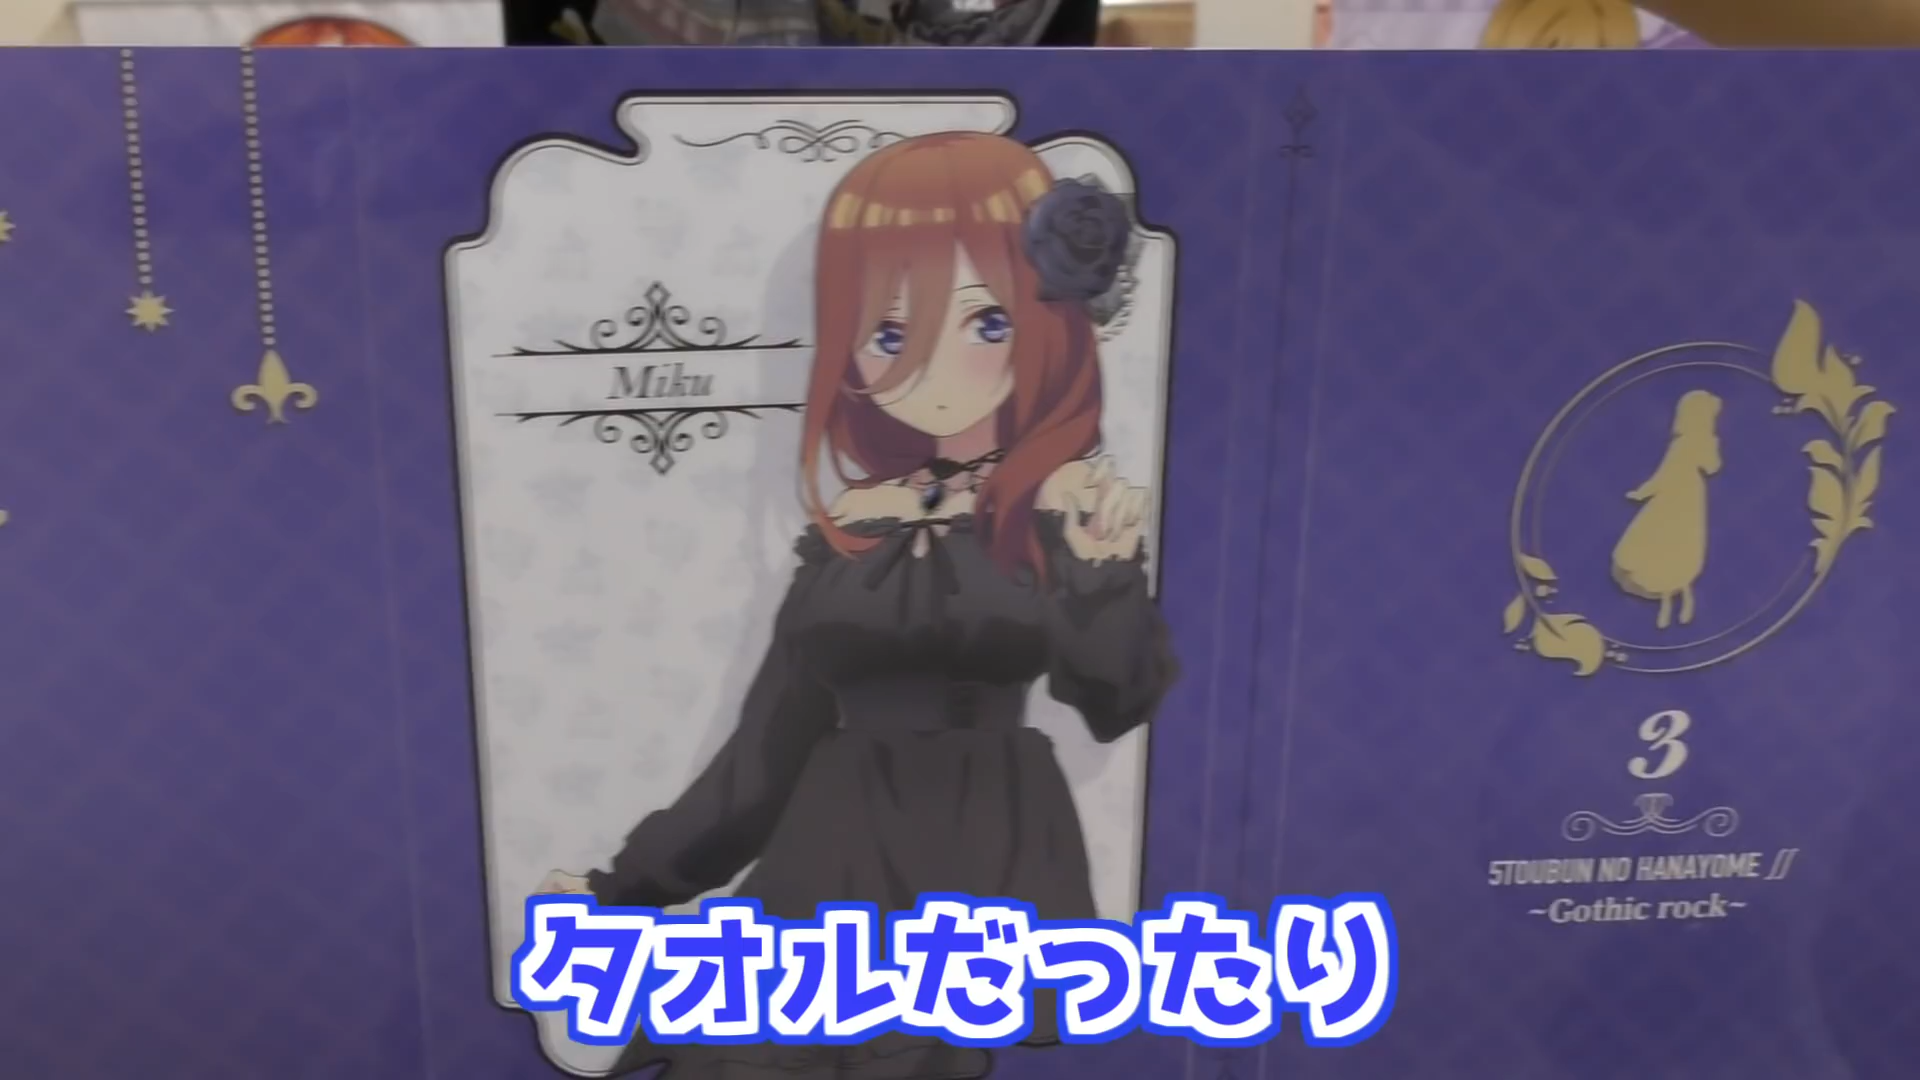 Miku
3
5TOUBUN NO HANAYOME ∬
~Gothic rock~
タオルだったり